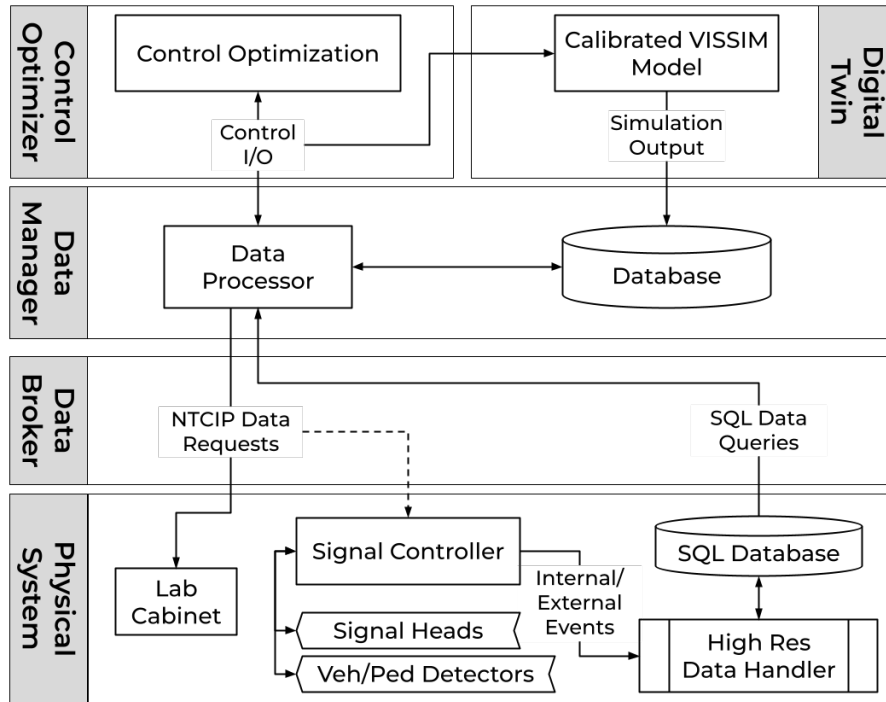 Control
Optimizer
Control Optimization
Control
I/O
Calibrated VISSIM
Model
Simulation
Output
Digital
Twin
Data
Manager
Data
Processor
Database
Data
Broker
NTCIP Data
Requests
SQL Data
Queries
Physical
System
Lab
Cabinet
Signal Controller
Signal Heads
Veh/Ped Detectors
Internal/
External
Events
SQL Database
High Res
Data Handler